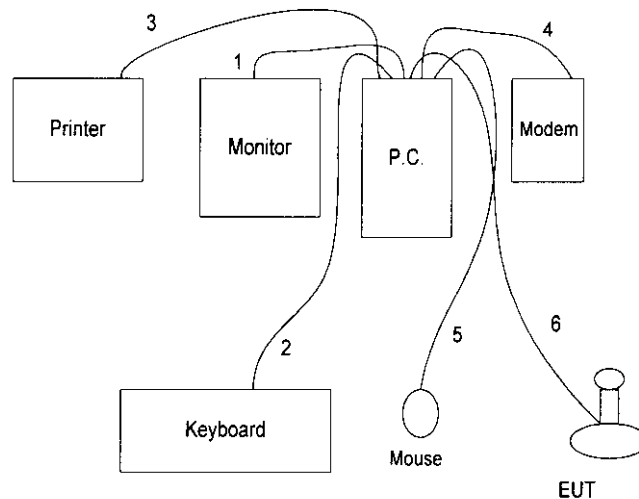 3
1
4
Printer
Monitor
P.C.
Modem
2
5
6
Keyboard
Mouse
EUT